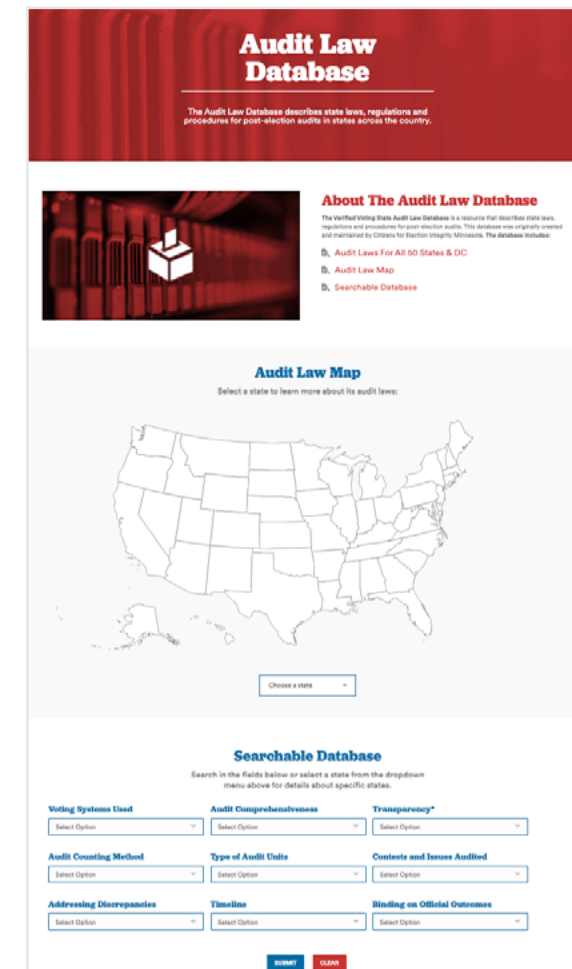 Audit Law
Database
The Audit Law Database describes state laws, regulations and
procedures for post-election audits in states across the country.
About The Audit Law Database
The Verified Voting State Audit Law Database is a resource that describes state laws,
regulations and procedures for post-election audits. This database was originally created
and maintained by Citizens for Election Integrity Minnesota. The database includes:
Audit Laws For All 50 States & DC
Audit Law Map
Searchable Database
Audit Law Map
Select a state to learn more about its audit laws:
Choose a state
Searchable Database
Search in the fields below or select a state from the dropdown
menu above for details about specific states.
Voting Systems Used
Audit Comprehensiveness
Transparency*
Select Option
Select Option
Select Option
Audit Counting Method
Type of Audit Units
Contests and Issues Audited
Select Option
Select Option
Select Option
Addressing Discrepancies
Timeline
Binding on Official Outcomes
Select Option
Select Option
Select Option
SUBMIT
CLEAR